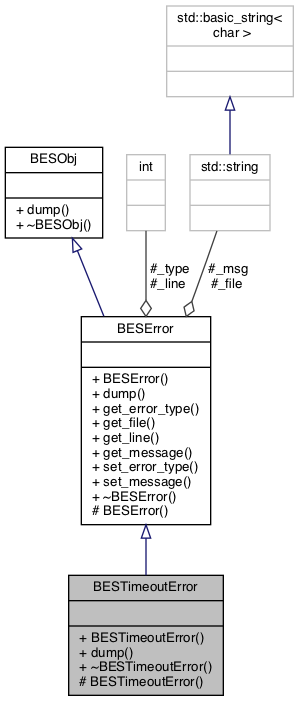 std::basic_string<
char >
BESObj
+ dump()
+ ~BESObj()
int
std::string
#_type
#_line
#_msg
#_file
BESError
+ BESError()
+ dump()
+ get_error_type()
+ get_file()
+ get_line()
+ get_message()
+ set_error_type()
+ set_message()
+ ~BESError()
# BESError()
BESTimeoutError
+ BESTimeoutError()
+ dump()
+ ~BESTimeoutError()
# BESTimeoutError()